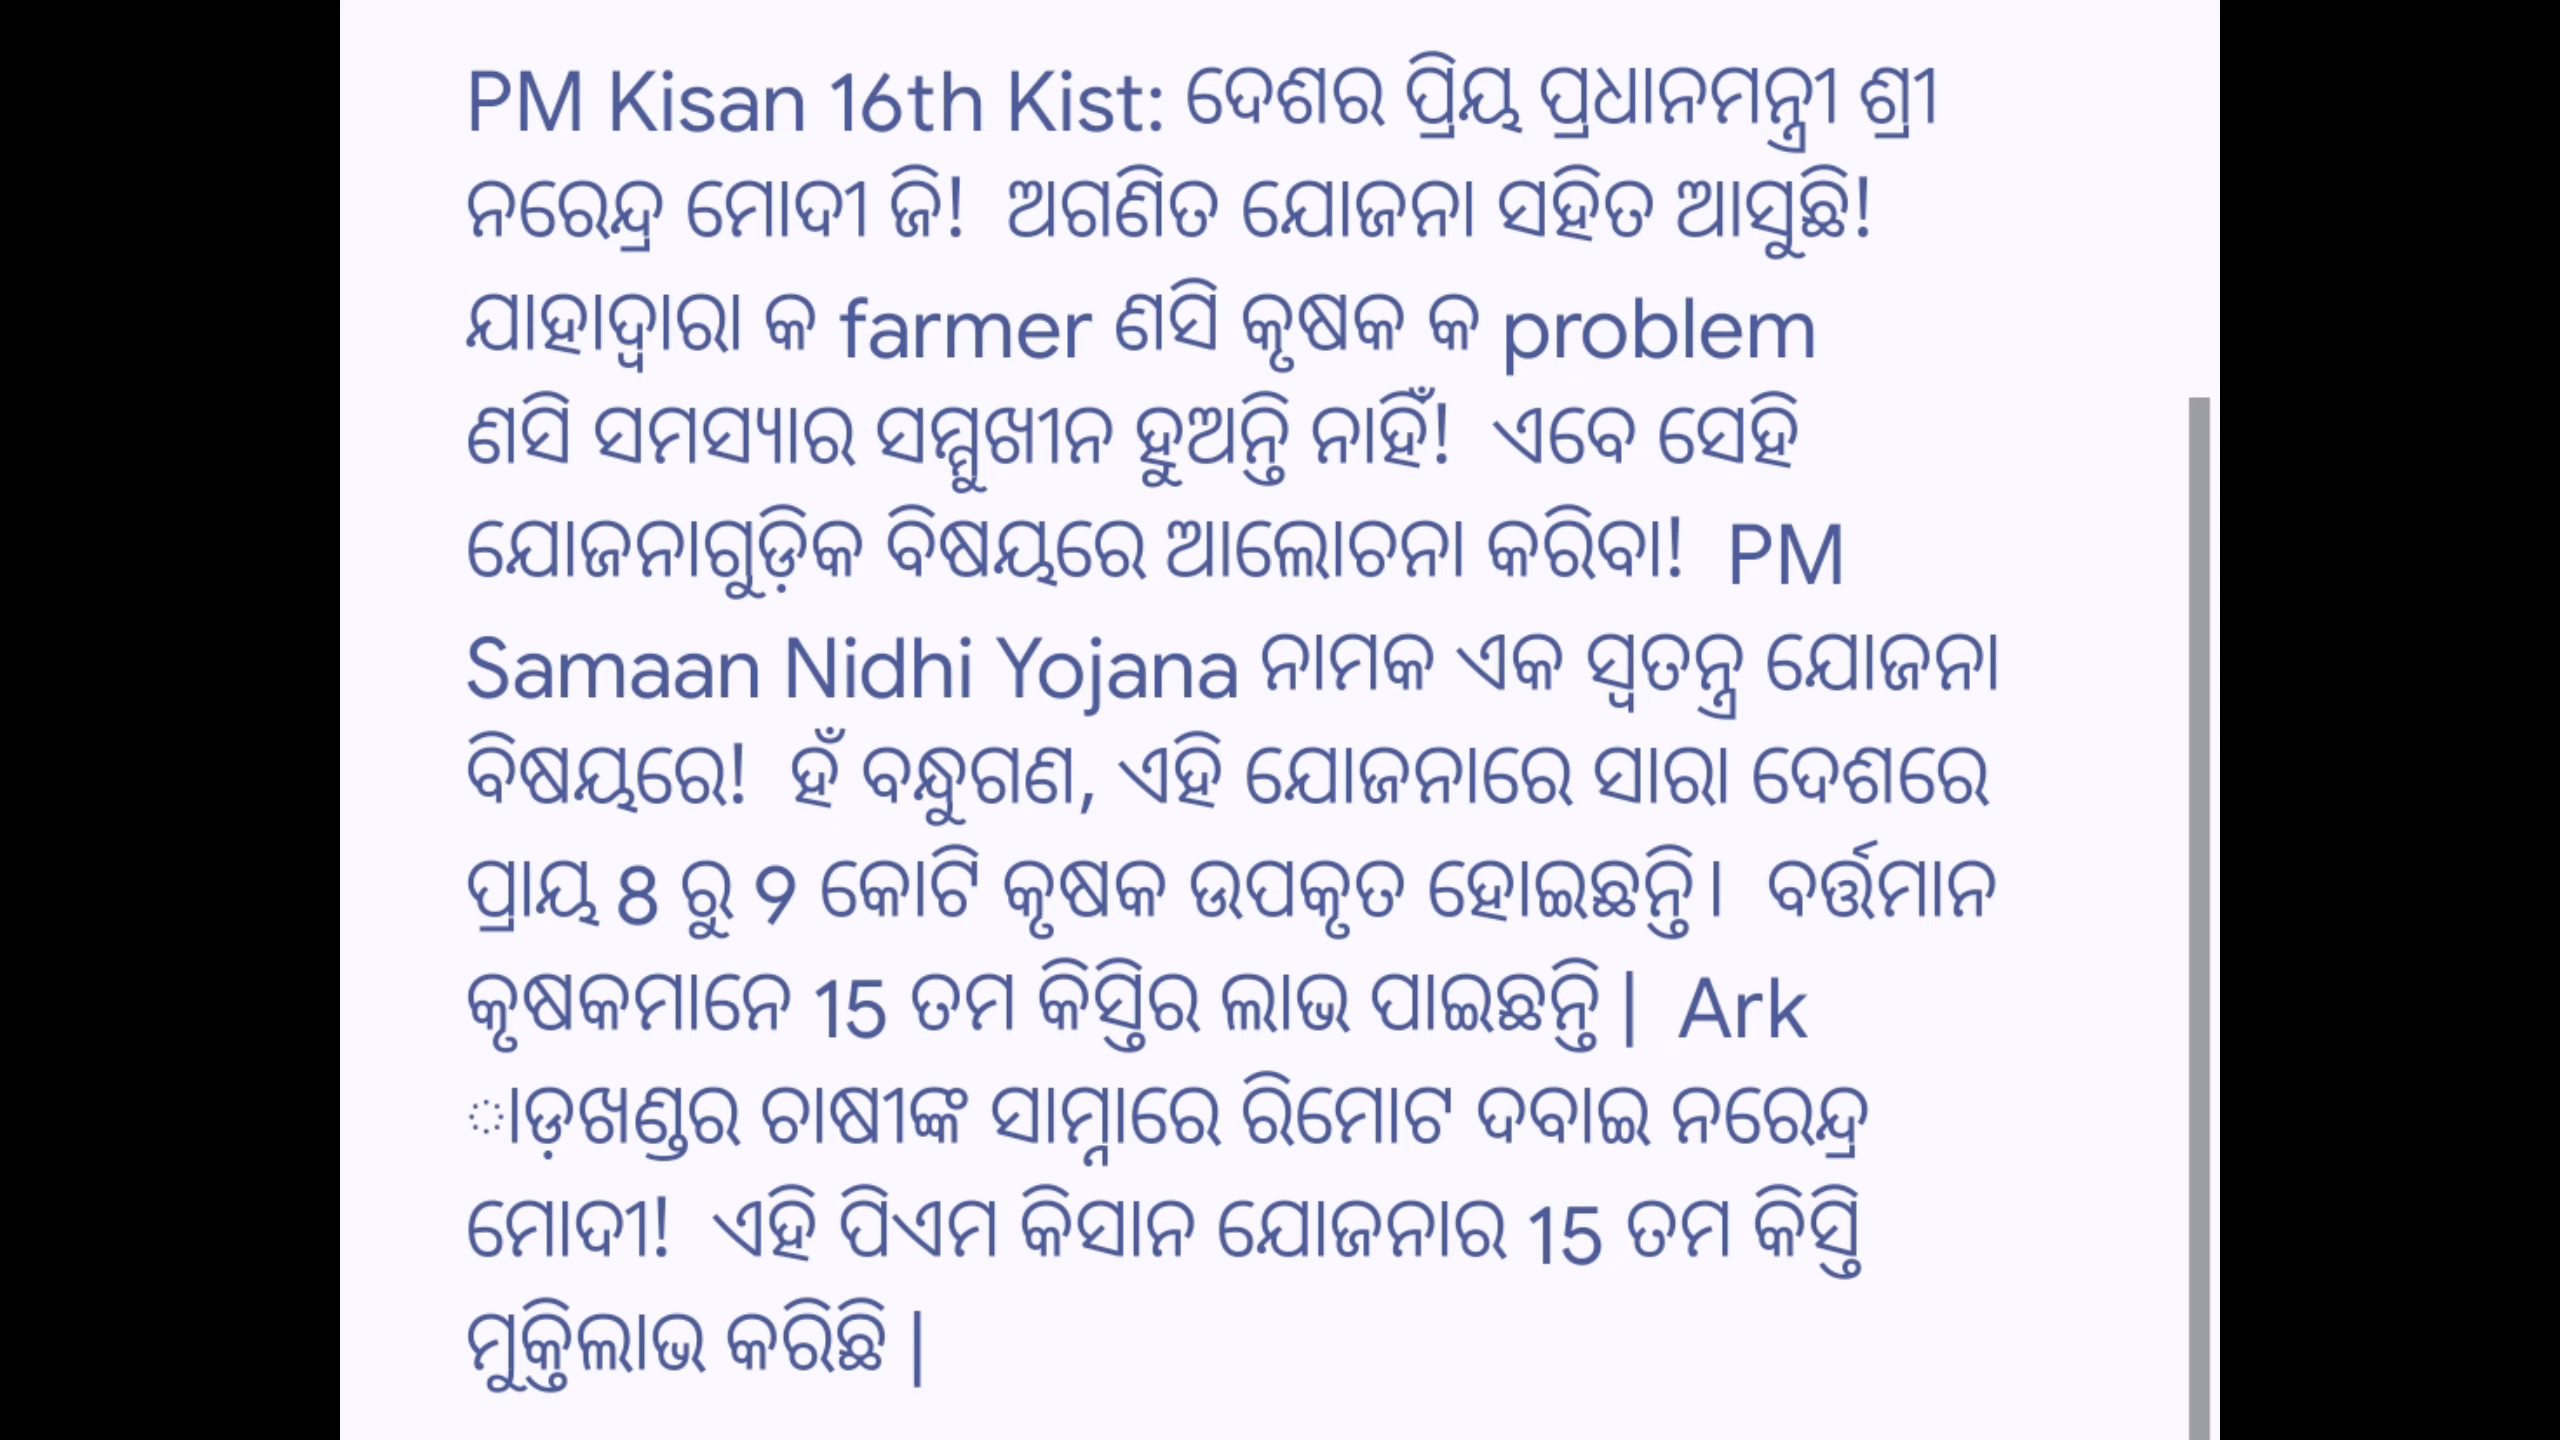 PM Kisan 16th Kist: ଦେଶର ପ୍ରିୟ ପ୍ରଧାନମନ୍ତ୍ରୀ ଶ୍ରୀ
ନରେନ୍ଦ୍ର ମୋଦୀ ଜି! ଅଗଣିତ ଯୋଜନା ସହିତ ଆସୁଛି!
ଯାହାଦ୍ୱାରା କ farmer ଣସି କୃଷକ କ problem
ଣସି ସମସ୍ୟାର ସମ୍ମୁଖୀନ ହୁଅନ୍ତି ନାହିଁ! ଏବେ ସେହି
ଯୋଜନାଗୁଡ଼ିକ ବିଷୟରେ ଆଲୋଚନା କରିବା! PM
Samaan Nidhi Yojana ନାମକ ଏକ ସ୍ୱତନ୍ତ୍ର ଯୋଜନା
ବିଷୟରେ! ହଁ ବନ୍ଧୁଗଣ, ଏହି ଯୋଜନାରେ ସାରା ଦେଶରେ
ପ୍ରାୟ 8 ରୁ 9 କୋଟି କୃଷକ ଉପକୃତ ହୋଇଛନ୍ତି। ବର୍ତ୍ତମାନ
କୃଷକମାନେ 15 ତମ କିସ୍ତିର ଲାଭ ପାଇଛନ୍ତି | Ark
ାଡ଼ଖଣ୍ଡର ଚାଷୀଙ୍କ ସାମ୍ନାରେ ରିମୋଟ ଦବାଇ ନରେନ୍ଦ୍ର
ମୋଦୀ! ଏହି ପିଏମ କିସାନ ଯୋଜନାର 15 ତମ କିସ୍ତି
ମୁକ୍ତିଲାଭ କରିଛି |